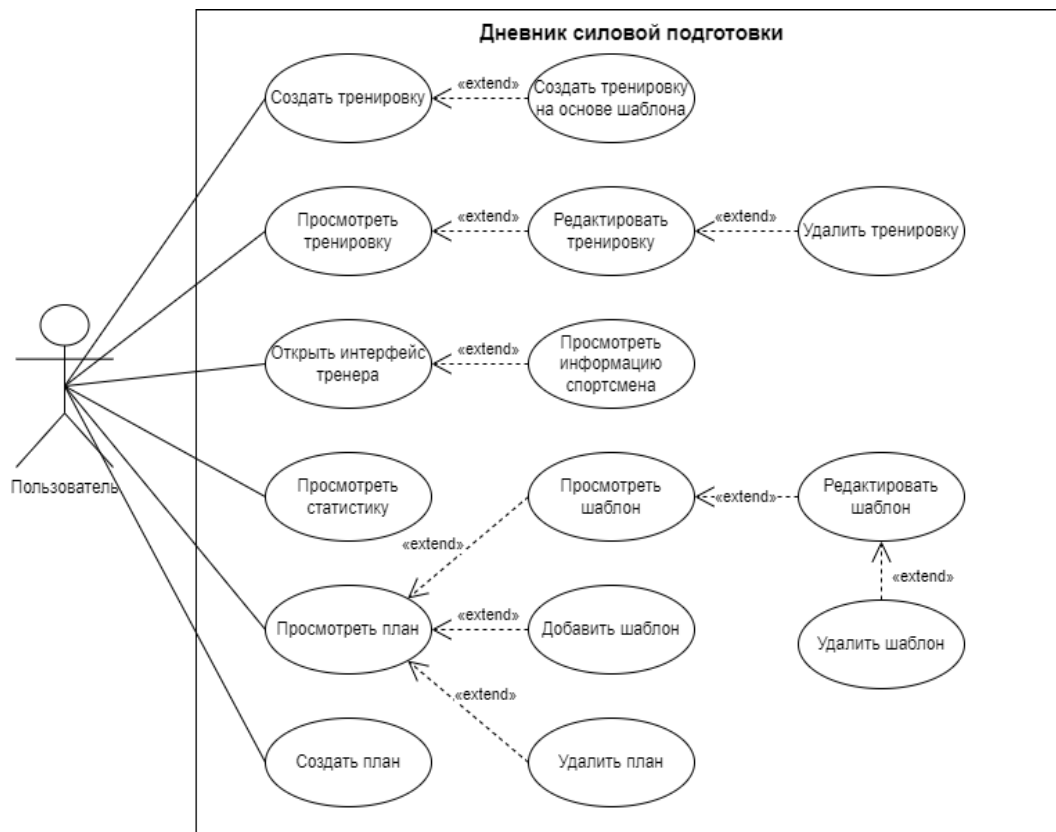 Дневник силовой подготовки
Создать тренировку
«extend»
Создать тренировку
на основе шаблона
Просмотреть
тренировку
«extend»
Редактировать
тренировку
«extend»
Удалить тренировку
Открыть интерфейс
тренера
«extend»
Просмотреть
информацию
спортсмена
Пользователь
Просмотреть
статистику
Просмотреть
шаблон
«extend»
Редактировать
шаблон
«extend»
«extend»
Просмотреть план
«extend»
Добавить шаблон
Удалить шаблон
«extend»
Создать план
Удалить план